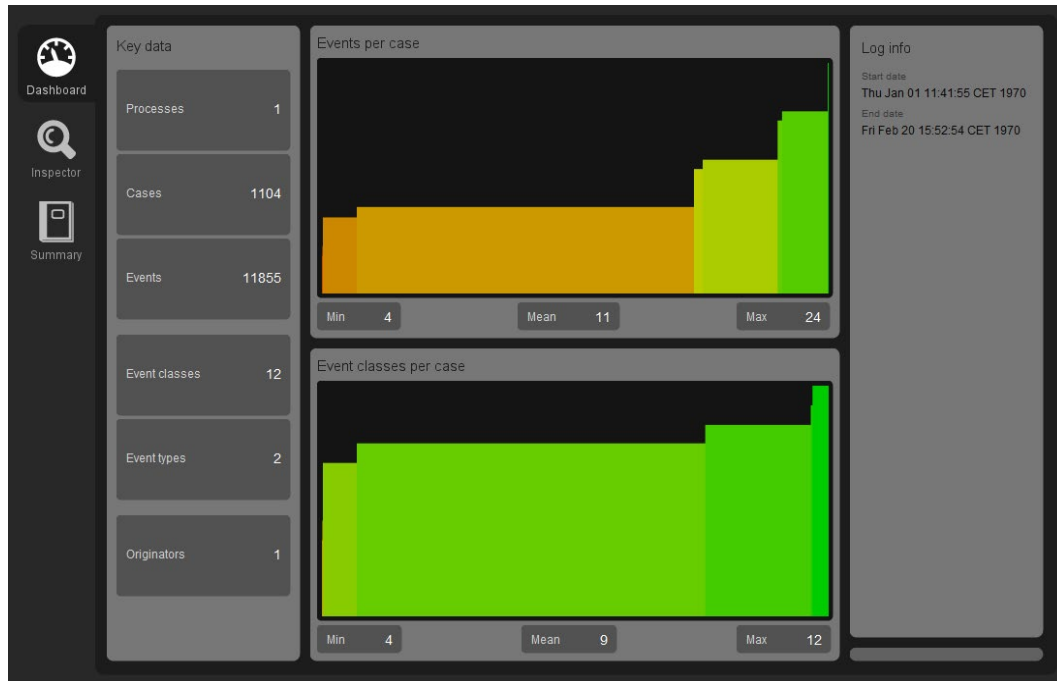 Dashboard
Inspector
Summary
Key data
Processes 1
Cases 1104
Events 11855
Event classes 12
Event types 2
Originators 1
Events per case
Min 4 Mean 11 Max 24
Event classes per case
Min 4 Mean 9 Max 12
Log info
Start date
Thu Jan 01 11:41:55 CET 1970
End date
Fri Feb 20 15:52:54 CET 1970